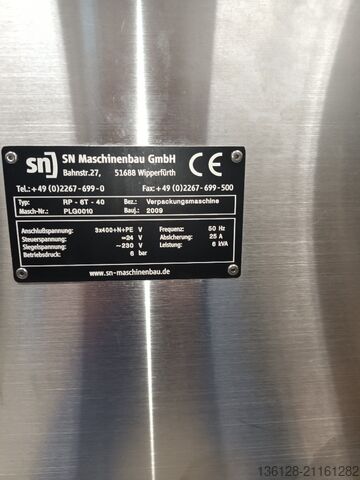 sn SN Maschinenbau GmbH CE
Bahnstr.27, 51688 Wipperfürth
Tel.:+49 (0)2267-699-0 Fax:+49 (0)2267-699-500
Typ: RP - 6T - 40 Bez.: Verpackungsmaschine
Masch-Nr.: PLG0010 Bauj.: 2009
Anschlußspannung: 3x400+N+PE V Frequenz: 50 Hz
Steuerspannung: =24 V Absicherung: 25 A
Siegelspannung: ~230 V Leistung: 6 kVA
Betriebsdruck: 6 bar
www.sn-maschinenbau.de
136128-21161282